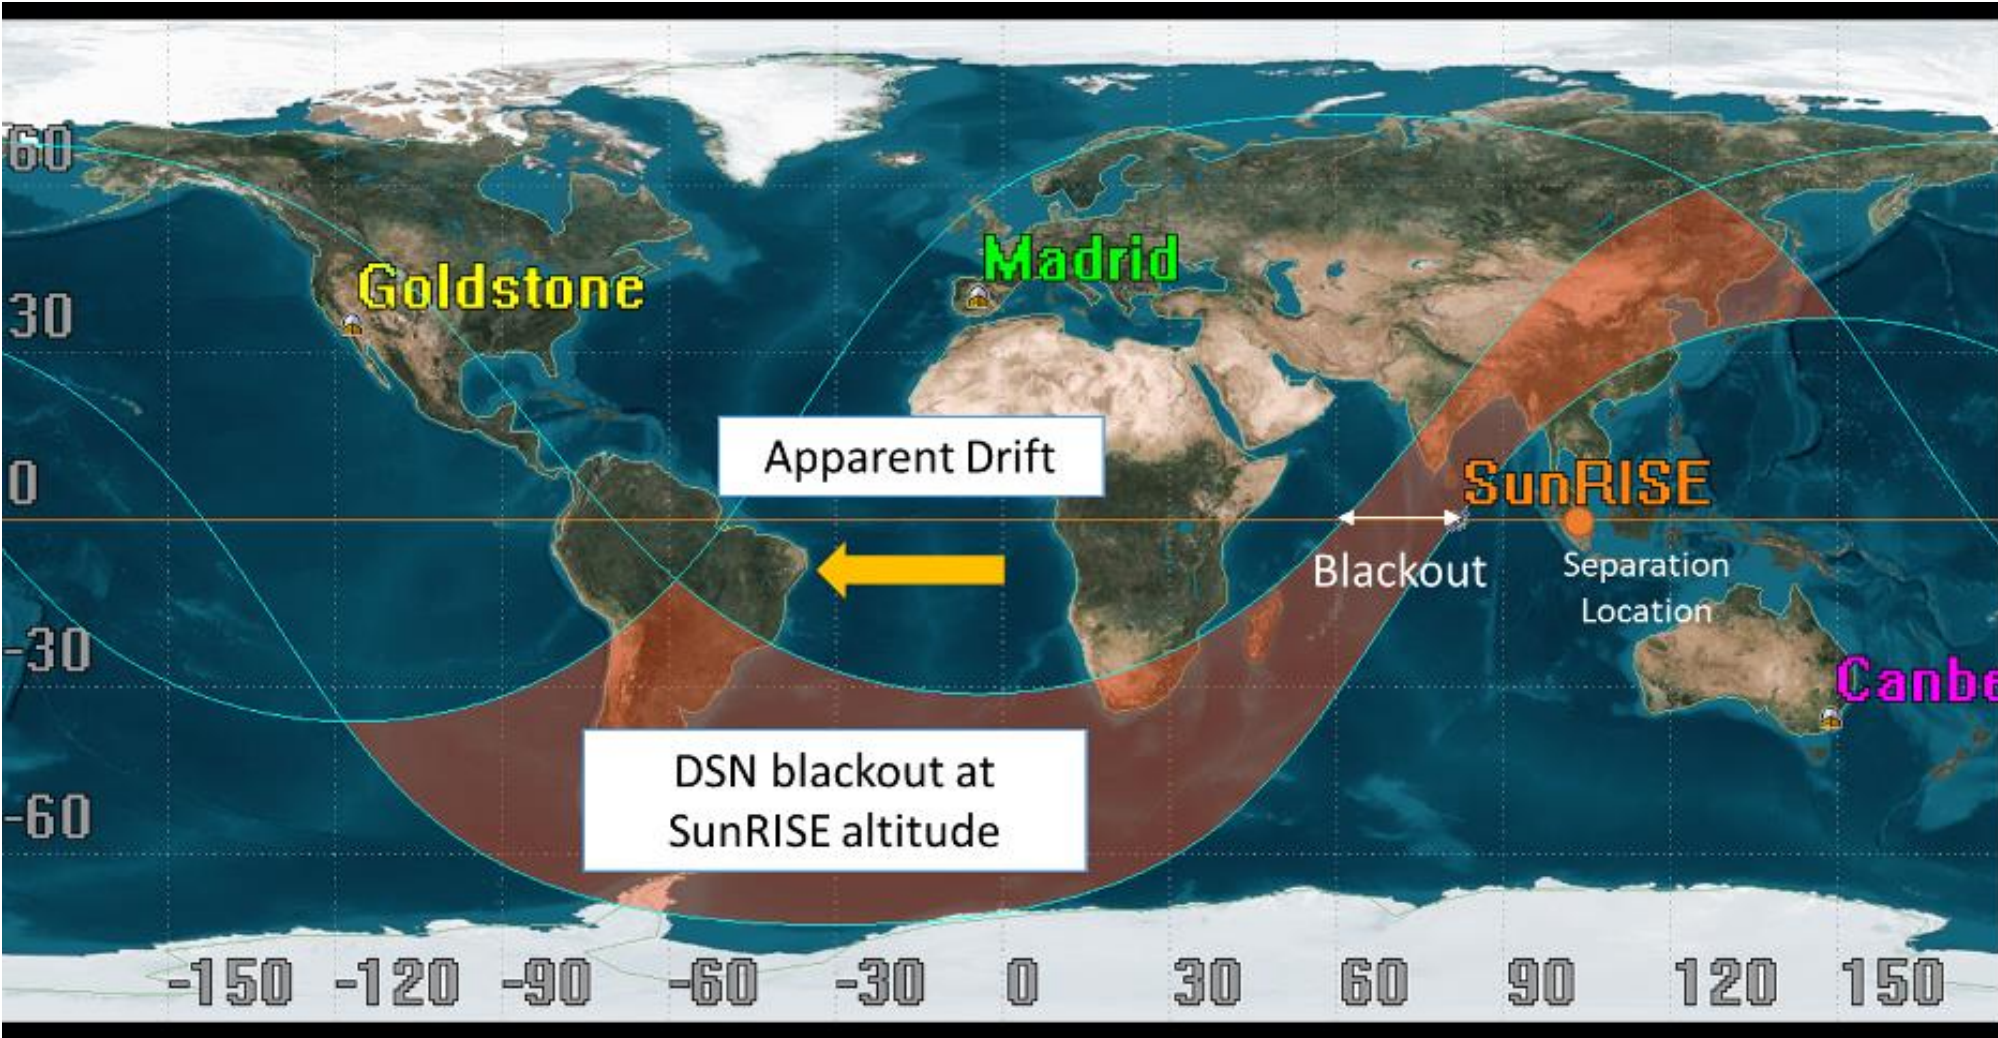 60
Madrid
Goldstone
30
Apparent Drift
0
SunRISE
Blackout
Separation
Location
-30
Canbe
DSN blackout at
SunRISE altitude
-60
-150 -120 -90 -60 -30 0 30 60 90 120 150